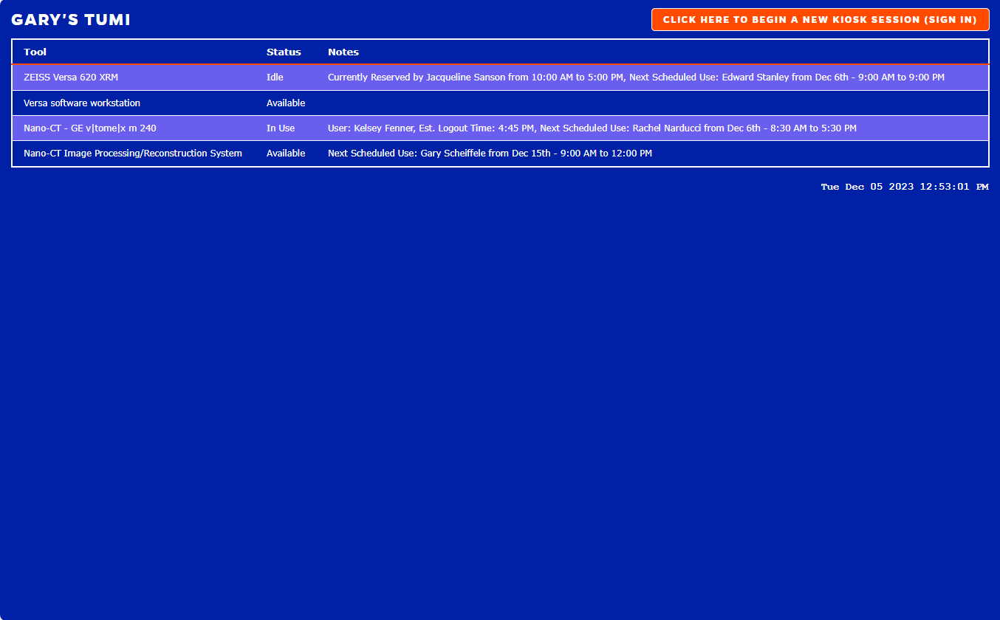 GARY'S TUMI
CLICK HERE TO BEGIN A NEW KIOSK SESSION (SIGN IN)
Tool Status Notes
ZEISS Versa 620 XRM Idle Currently Reserved by Jacqueline Sanson from 10:00 AM to 5:00 PM, Next Scheduled Use: Edward Stanley from Dec 6th - 9:00 AM to 9:00 PM
Versa software workstation Available
Nano-CT - GE v|tome|x m 240 In Use User: Kelsey Fenner, Est. Logout Time: 4:45 PM, Next Scheduled Use: Rachel Narducci from Dec 6th - 8:30 AM to 5:30 PM
Nano-CT Image Processing/Reconstruction System Available Next Scheduled Use: Gary Scheiffele from Dec 15th - 9:00 AM to 12:00 PM
Tue Dec 05 2023 12:53:01 PM